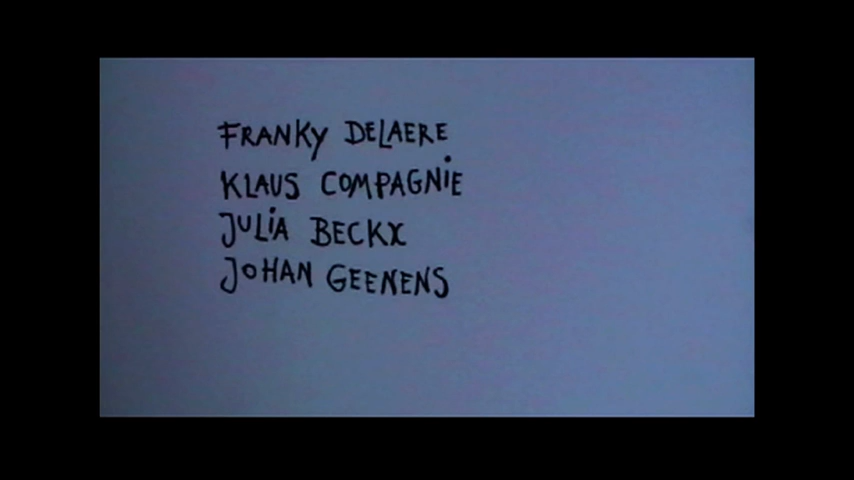 FRANKY DELAERE
KLAUS COMPAGNIE
JULIA BECKX
JOHAN GEENENS